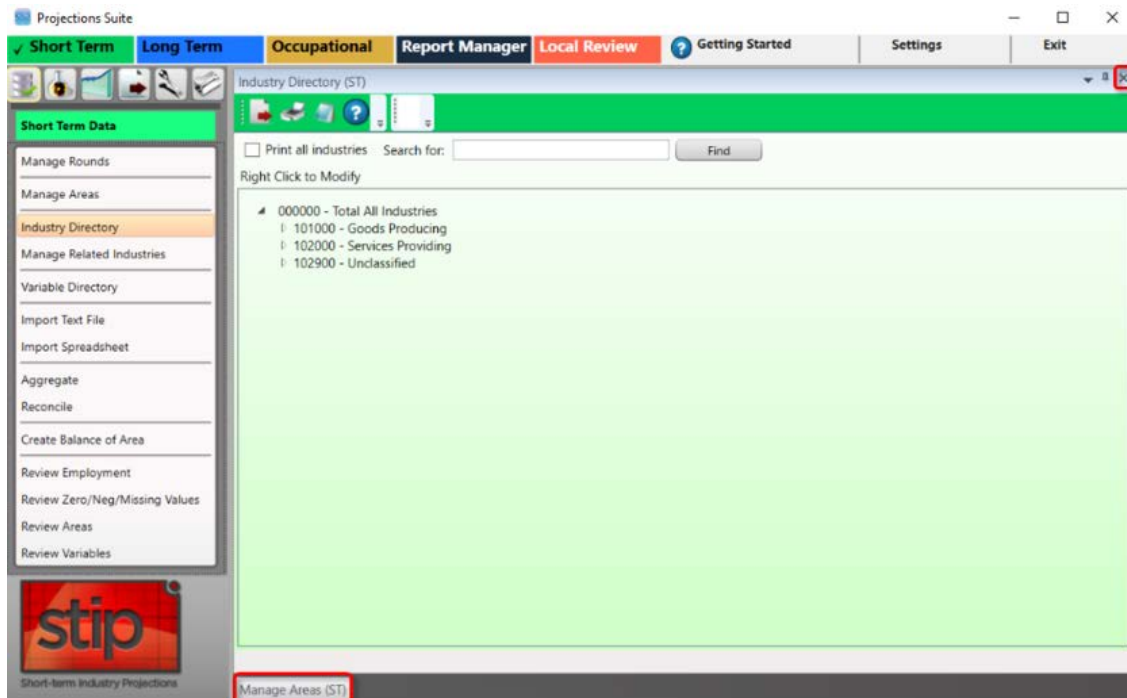 Projections Suite
✓ Short Term Long Term Occupational Report Manager Local Review ? Getting Started Settings Exit
Industry Directory (ST)
Short Term Data
Manage Rounds
Manage Areas
Industry Directory
Manage Related Industries
Variable Directory
Import Text File
Import Spreadsheet
Aggregate
Reconcile
Create Balance of Area
Review Employment
Review Zero/Neg/Missing Values
Review Areas
Review Variables
stip
Short-term Industry Projections
?
Print all industries Search for: Find
Right Click to Modify
000000 - Total All Industries
101000 - Goods Producing
102000 - Services Providing
102900 - Unclassified
Manage Areas (ST)